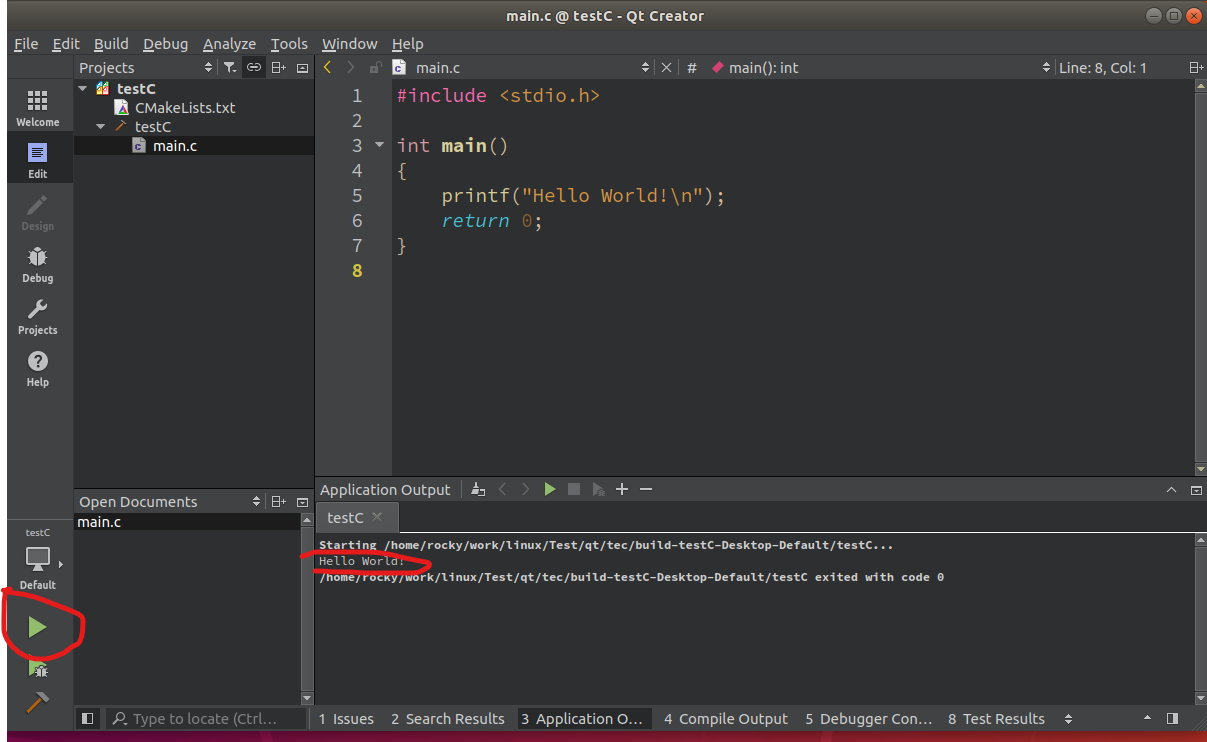 main.c @ testC - Qt Creator
File Edit Build Debug Analyze Tools Window Help
Projects
main.c
#
main(): int
Line: 8, Col: 1
Welcome
Edit
Design
Debug
Projects
Help
testC
CMakeLists.txt
testC
main.c
1 #include <stdio.h>
2
3 int main()
4 {
5 printf("Hello World!\n");
6 return 0;
7 }
8
Open Documents
main.c
testC
Default
Application Output
testC
Starting /home/rocky/work/linux/Test/qt/tec/build-testC-Desktop-Default/testC...
Hello World!
/home/rocky/work/linux/Test/qt/tec/build-testC-Desktop-Default/testC exited with code 0
Type to locate (Ctrl...
1 Issues 2 Search Results 3 Application O... 4 Compile Output 5 Debugger Con... 8 Test Results